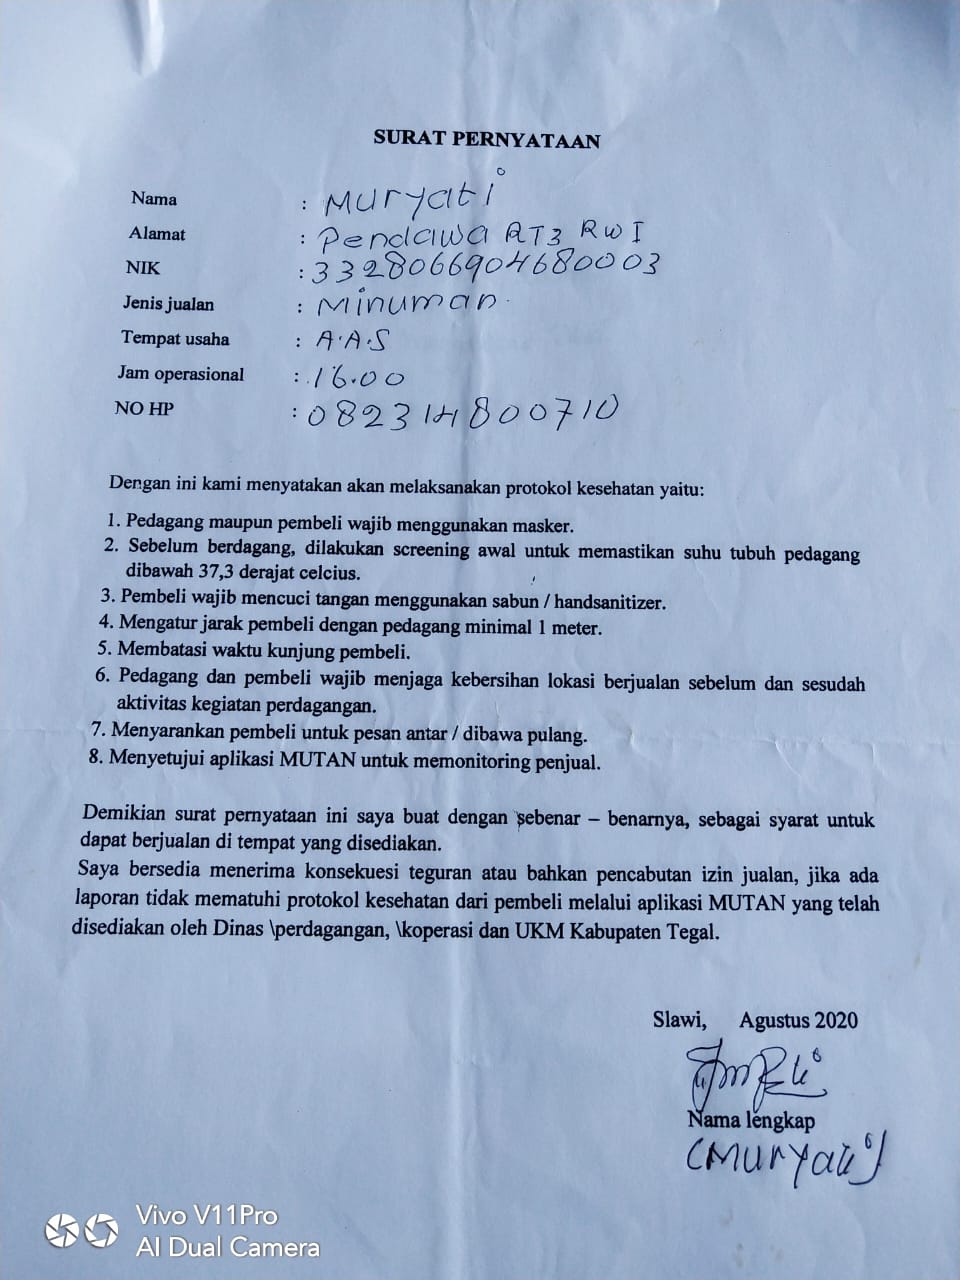 SURAT PERNYATAAN
Nama : Muryati
Alamat : Pendawa RT3 RW I
NIK : 3328066904680003
Jenis jualan : Minuman
Tempat usaha : A.A.S
Jam operasional : 16.00
NO HP : 082314800710
Dengan ini kami menyatakan akan melaksanakan protokol kesehatan yaitu:
1. Pedagang maupun pembeli wajib menggunakan masker.
2. Sebelum berdagang, dilakukan screening awal untuk memastikan suhu tubuh pedagang
dibawah 37,3 derajat celcius.
3. Pembeli wajib mencuci tangan menggunakan sabun / handsanitizer.
4. Mengatur jarak pembeli dengan pedagang minimal 1 meter.
5. Membatasi waktu kunjung pembeli.
6. Pedagang dan pembeli wajib menjaga kebersihan lokasi berjualan sebelum dan sesudah
aktivitas kegiatan perdagangan.
7. Menyarankan pembeli untuk pesan antar / dibawa pulang.
8. Menyetujui aplikasi MUTAN untuk memonitoring penjual.
Demikian surat pernyataan ini saya buat dengan sebenar – benarnya, sebagai syarat untuk
dapat berjualan di tempat yang disediakan.
Saya bersedia menerima konsekuesi teguran atau bahkan pencabutan izin jualan, jika ada
laporan tidak mematuhi protokol kesehatan dari pembeli melalui aplikasi MUTAN yang telah
disediakan oleh Dinas \perdagangan, \koperasi dan UKM Kabupaten Tegal.
Slawi, Agustus 2020
Nama lengkap
(Muryati)
Vivo V11Pro
AI Dual Camera